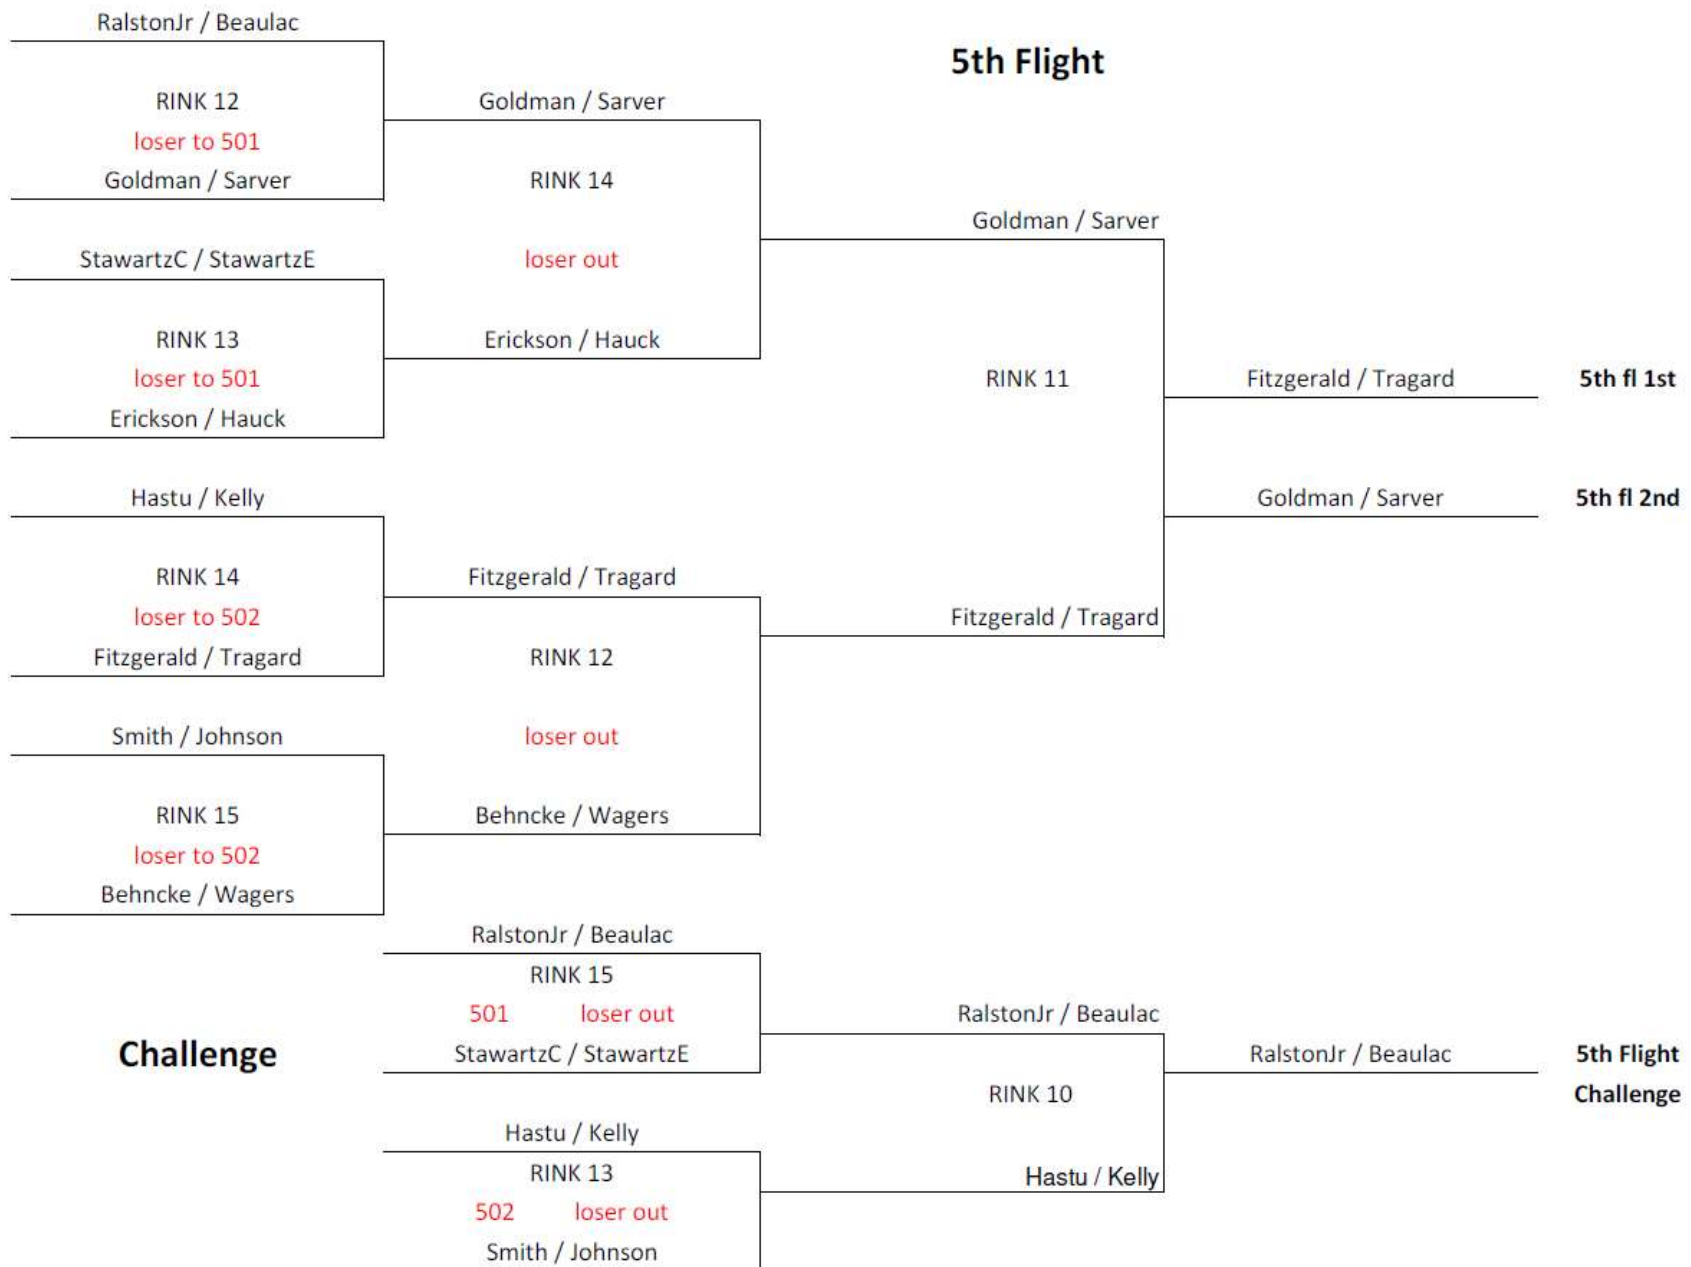 RalstonJr / Beaulac
5th Flight
RINK 12
Goldman / Sarver
loser to 501
Goldman / Sarver
RINK 14
Goldman / Sarver
StawartzC / StawartzE
loser out
RINK 13
Erickson / Hauck
loser to 501
RINK 11
Fitzgerald / Tragard
5th fl 1st
Erickson / Hauck
Hastu / Kelly
Goldman / Sarver
5th fl 2nd
RINK 14
Fitzgerald / Tragard
loser to 502
Fitzgerald / Tragard
Fitzgerald / Tragard
RINK 12
Smith / Johnson
loser out
RINK 15
Behncke / Wagers
loser to 502
Behncke / Wagers
RalstonJr / Beaulac
RINK 15
501 loser out
RalstonJr / Beaulac
Challenge
StawartzC / StawartzE
RalstonJr / Beaulac
5th Flight
RINK 10
Challenge
Hastu / Kelly
RINK 13
Hastu / Kelly
502 loser out
Smith / Johnson